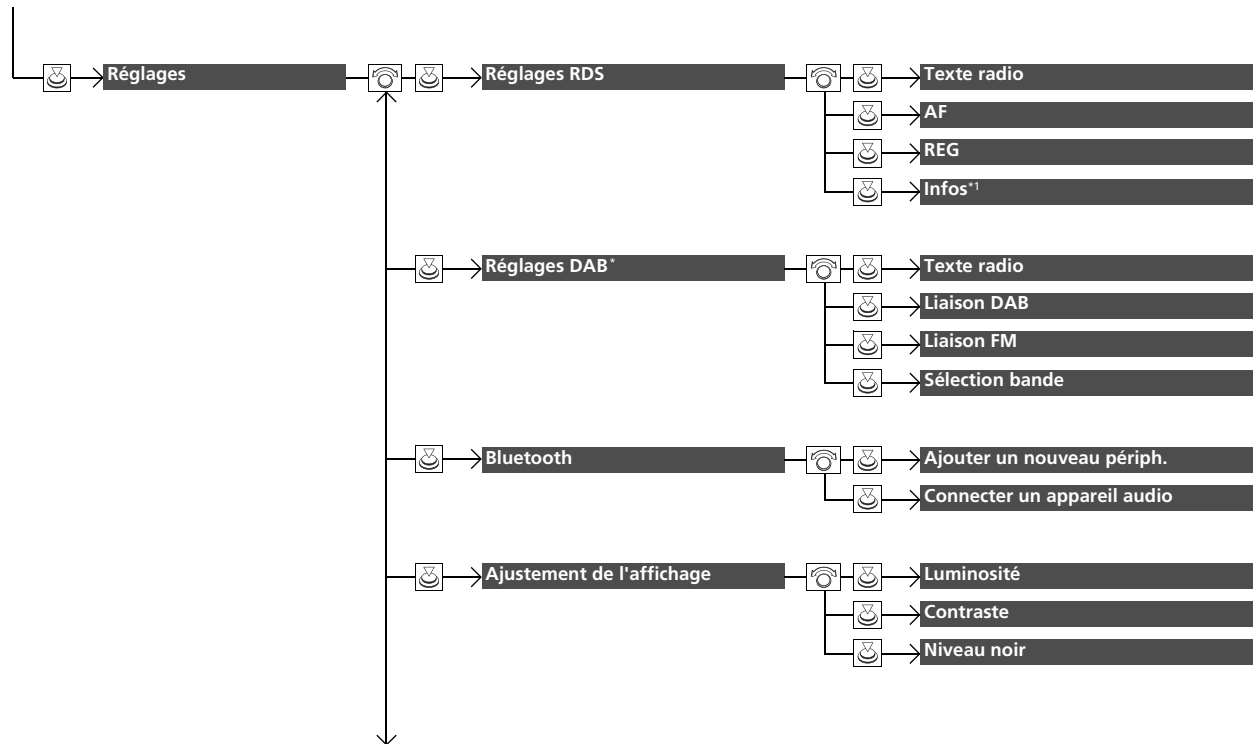 Réglages
Réglages RDS
Texte radio
AF
REG
Infos*1
Réglages DAB*
Texte radio
Liaison DAB
Liaison FM
Sélection bande
Bluetooth
Ajouter un nouveau périph.
Connecter un appareil audio
Ajustement de l'affichage
Luminosité
Contraste
Niveau noir